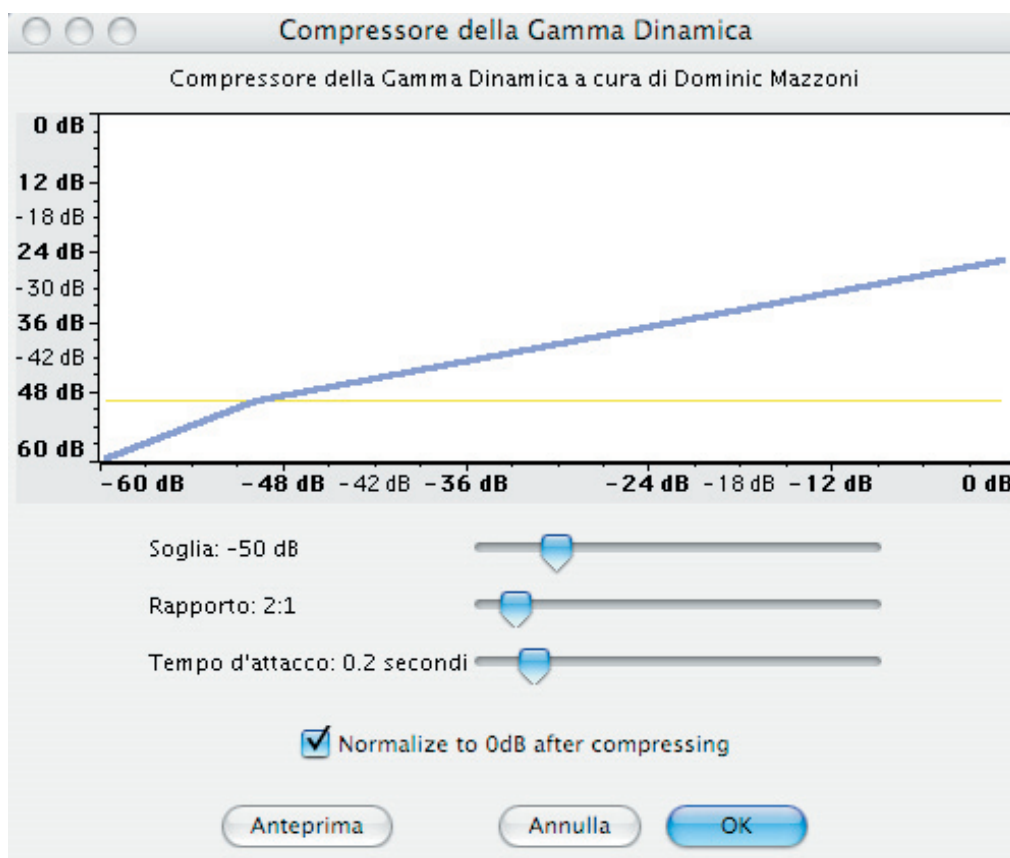 Compressore della Gamma Dinamica
Compressore della Gamma Dinamica a cura di Dominic Mazzoni
0 dB
12 dB
-18 dB
24 dB
-30 dB
36 dB
-42 dB
48 dB
60 dB
-60 dB -48 dB -42 dB -36 dB -24 dB -18 dB -12 dB 0 dB
Soglia: -50 dB
Rapporto: 2:1
Tempo d'attacco: 0.2 secondi
Normalize to 0dB after compressing
Anteprima Annulla OK